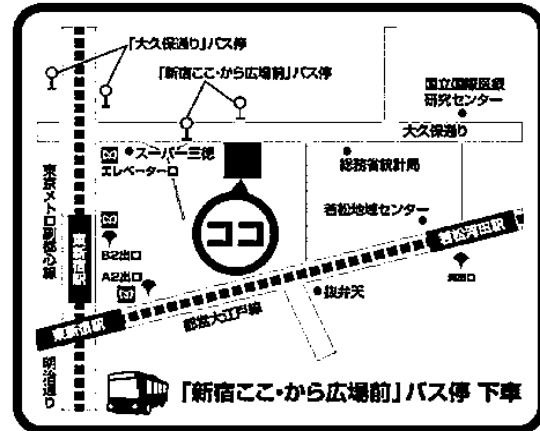 「大久保通り」バス停
「新宿ここ・から広場前」バス停
国立国際医療
研究センター
大久保通り
スーパー三徳
エレベーター口
総務省統計局
東京メトロ副都心線
若松地域センター
ココ
東新宿駅
B2出口
A2出口
若松河田駅
抜弁天
東新宿駅
都営大江戸線
明治通り
「新宿ここ・から広場前」バス停 下車